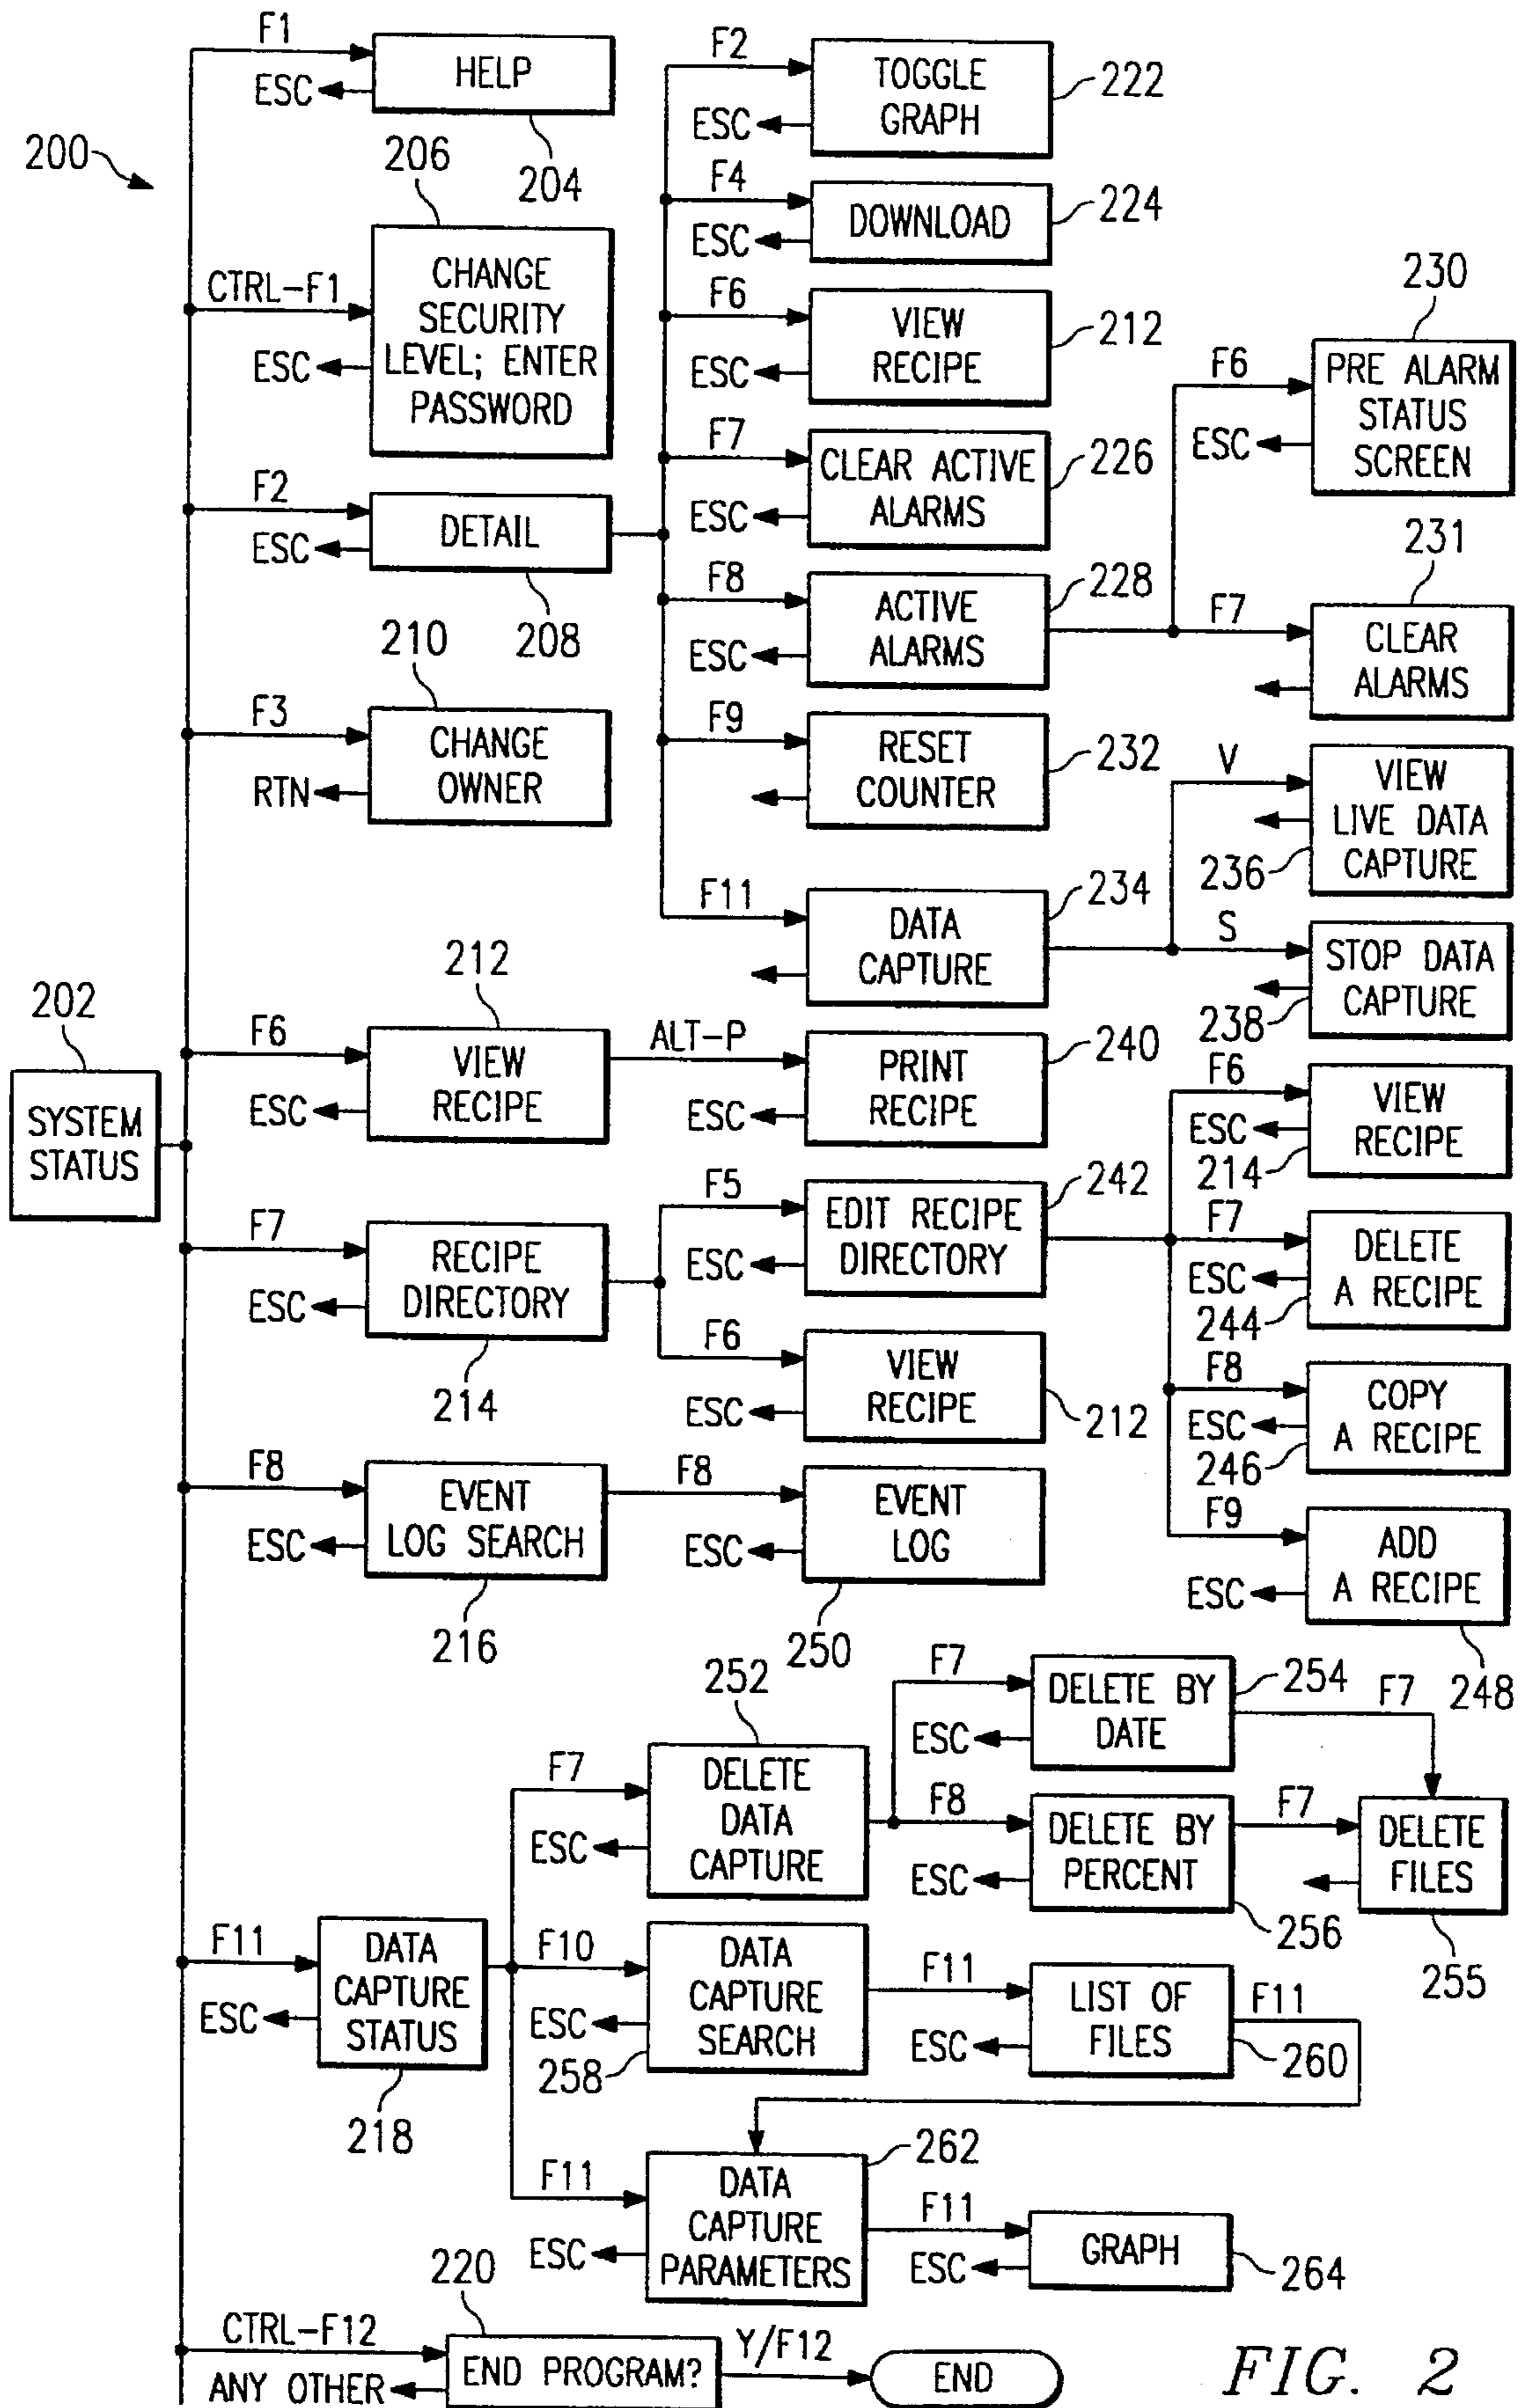 200
202
SYSTEM
STATUS
F1
ESC
HELP
204
206
CTRL-F1
ESC
CHANGE
SECURITY
LEVEL; ENTER
PASSWORD
F2
ESC
DETAIL
208
210
F3
RTN
CHANGE
OWNER
212
F6
ESC
VIEW
RECIPE
F7
ESC
RECIPE
DIRECTORY
214
F8
ESC
EVENT
LOG SEARCH
216
F11
ESC
DATA
CAPTURE
STATUS
218
220
CTRL-F12
ANY OTHER
END PROGRAM?
Y/F12
END
F2
ESC
TOGGLE
GRAPH
222
F4
ESC
DOWNLOAD
224
F6
ESC
VIEW
RECIPE
212
F7
ESC
CLEAR ACTIVE
ALARMS
226
F8
ESC
ACTIVE
ALARMS
228
F9
RESET
COUNTER
232
F11
DATA
CAPTURE
234
230
F6
ESC
PRE ALARM
STATUS
SCREEN
231
F7
CLEAR
ALARMS
V
VIEW
LIVE DATA
CAPTURE
236
S
STOP DATA
CAPTURE
238
ALT-P
ESC
PRINT
RECIPE
240
F5
ESC
EDIT RECIPE
DIRECTORY
242
F6
ESC
VIEW
RECIPE
212
F6
ESC
VIEW
RECIPE
214
F7
ESC
DELETE
A RECIPE
244
F8
ESC
COPY
A RECIPE
246
F9
ESC
ADD
A RECIPE
248
F8
ESC
EVENT
LOG
250
252
F7
ESC
DELETE
DATA
CAPTURE
F7
ESC
DELETE BY
DATE
254
F7
F8
ESC
DELETE BY
PERCENT
256
F7
DELETE
FILES
255
F10
ESC
DATA
CAPTURE
SEARCH
258
F11
ESC
LIST OF
FILES
260
F11
F11
ESC
DATA
CAPTURE
PARAMETERS
262
F11
ESC
GRAPH
264
FIG. 2